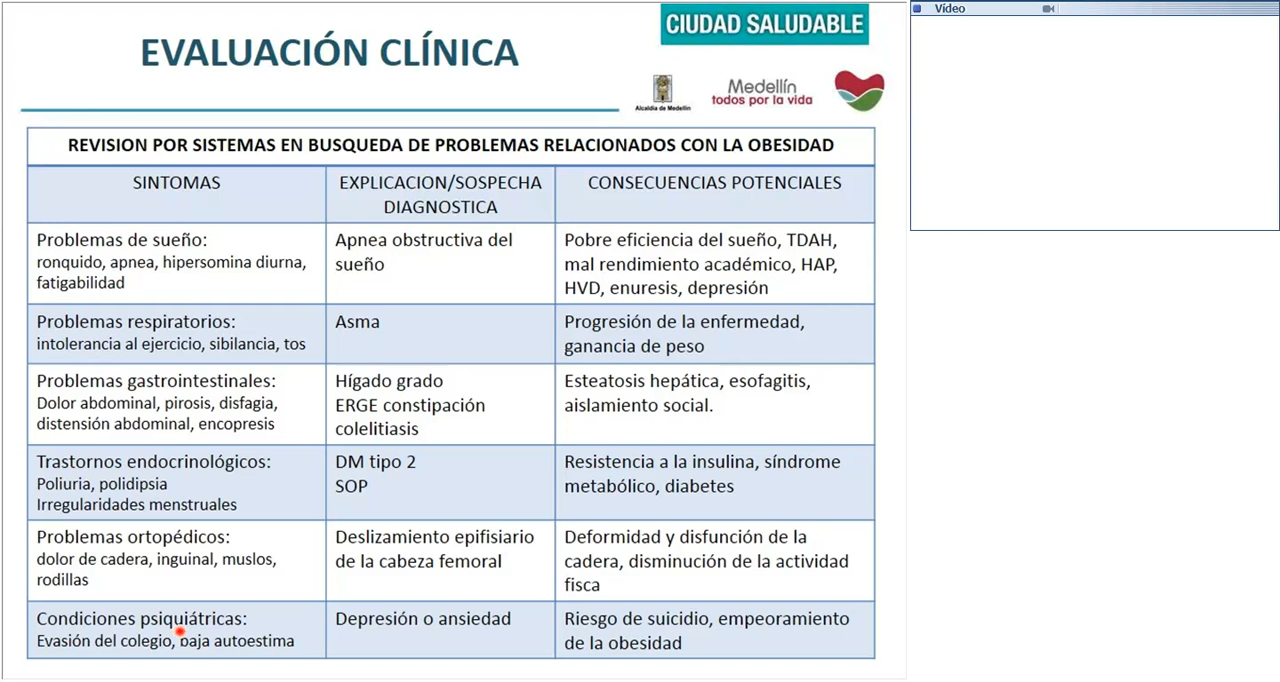 Vídeo
CIUDAD SALUDABLE
EVALUACIÓN CLÍNICA
Alcaldía de Medellín
Medellín
todos por la vida
REVISION POR SISTEMAS EN BUSQUEDA DE PROBLEMAS RELACIONADOS CON LA OBESIDAD
SINTOMAS
EXPLICACION/SOSPECHA
DIAGNOSTICA
CONSECUENCIAS POTENCIALES
Problemas de sueño:
ronquido, apnea, hipersomina diurna,
fatigabilidad
Apnea obstructiva del
sueño
Pobre eficiencia del sueño, TDAH,
mal rendimiento académico, HAP,
HVD, enuresis, depresión
Problemas respiratorios:
intolerancia al ejercicio, sibilancia, tos
Asma
Progresión de la enfermedad,
ganancia de peso
Problemas gastrointestinales:
Dolor abdominal, pirosis, disfagia,
distensión abdominal, encopresis
Hígado grado
ERGE constipación
colelitiasis
Esteatosis hepática, esofagitis,
aislamiento social.
Trastornos endocrinológicos:
Poliuria, polidipsia
Irregularidades menstruales
DM tipo 2
SOP
Resistencia a la insulina, síndrome
metabólico, diabetes
Problemas ortopédicos:
dolor de cadera, inguinal, muslos,
rodillas
Deslizamiento epifisiario
de la cabeza femoral
Deformidad y disfunción de la
cadera, disminución de la actividad
fisca
Condiciones psiquiátricas:
Evasión del colegio, baja autoestima
Depresión o ansiedad
Riesgo de suicidio, empeoramiento
de la obesidad